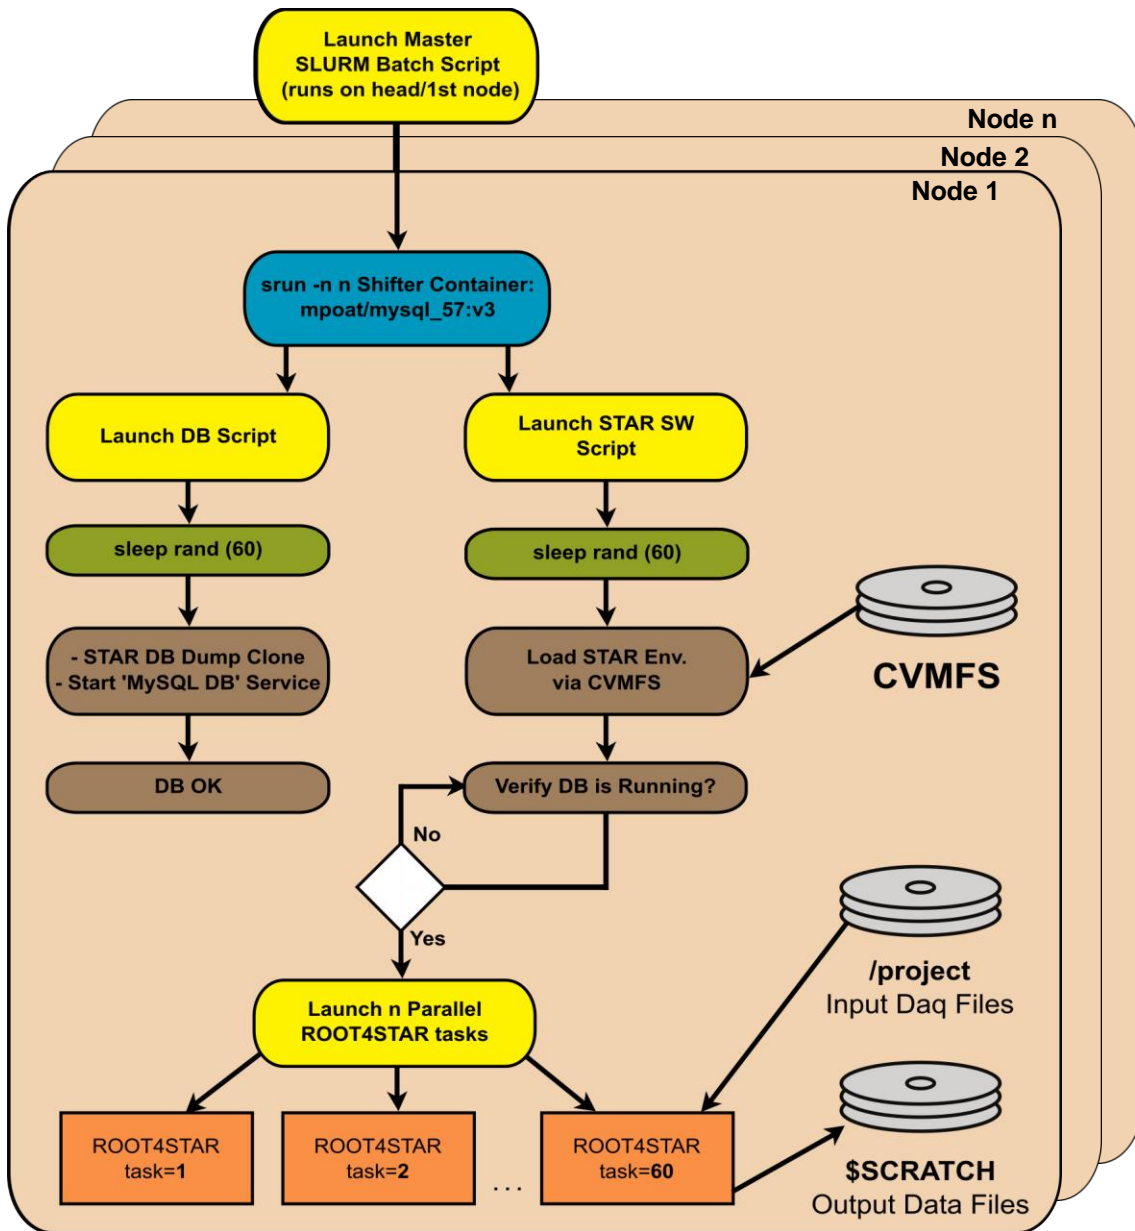 Launch Master
SLURM Batch Script
(runs on head/1st node)
Node n
Node 2
Node 1
srun -n n Shifter Container:
mpoat/mysql_57:v3
Launch DB Script
Launch STAR SW
Script
sleep rand (60)
sleep rand (60)
- STAR DB Dump Clone
- Start 'MySQL DB' Service
Load STAR Env.
via CVMFS
CVMFS
DB OK
Verify DB is Running?
No
Yes
/project
Input Daq Files
Launch n Parallel
ROOT4STAR tasks
ROOT4STAR
task=1
ROOT4STAR
task=2
...
ROOT4STAR
task=60
$SCRATCH
Output Data Files